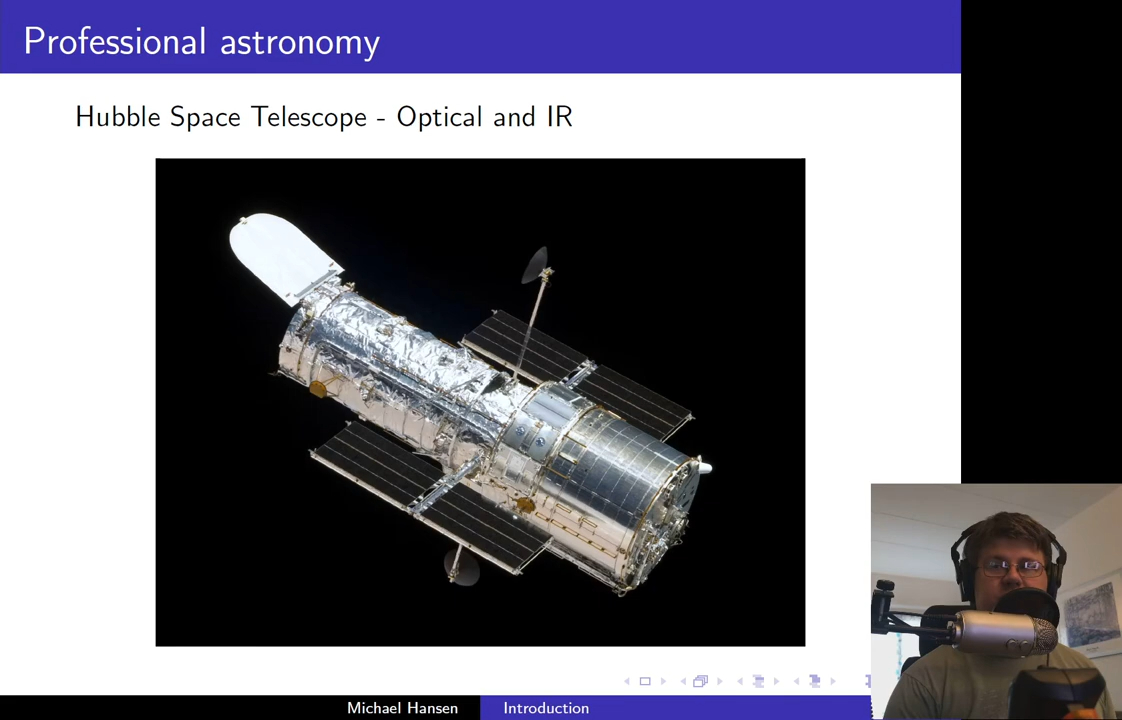 Professional astronomy
Hubble Space Telescope - Optical and IR
Michael Hansen
Introduction